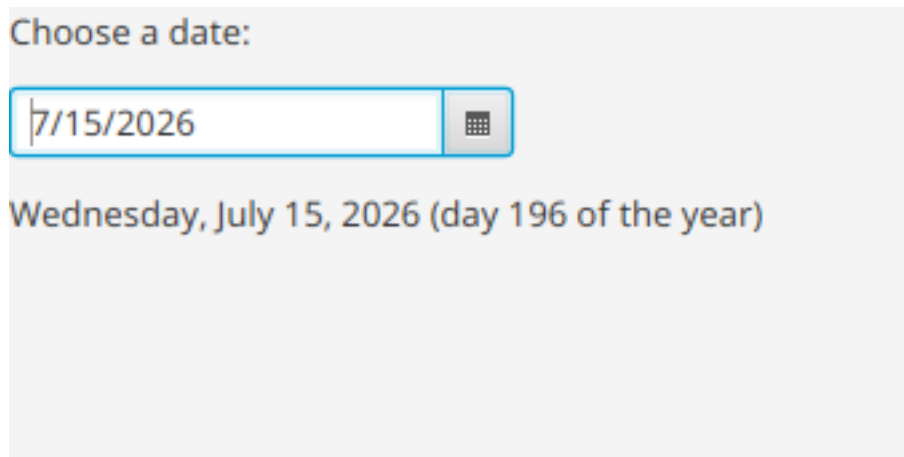 Choose a date:
7/15/2026
Wednesday, July 15, 2026 (day 196 of the year)